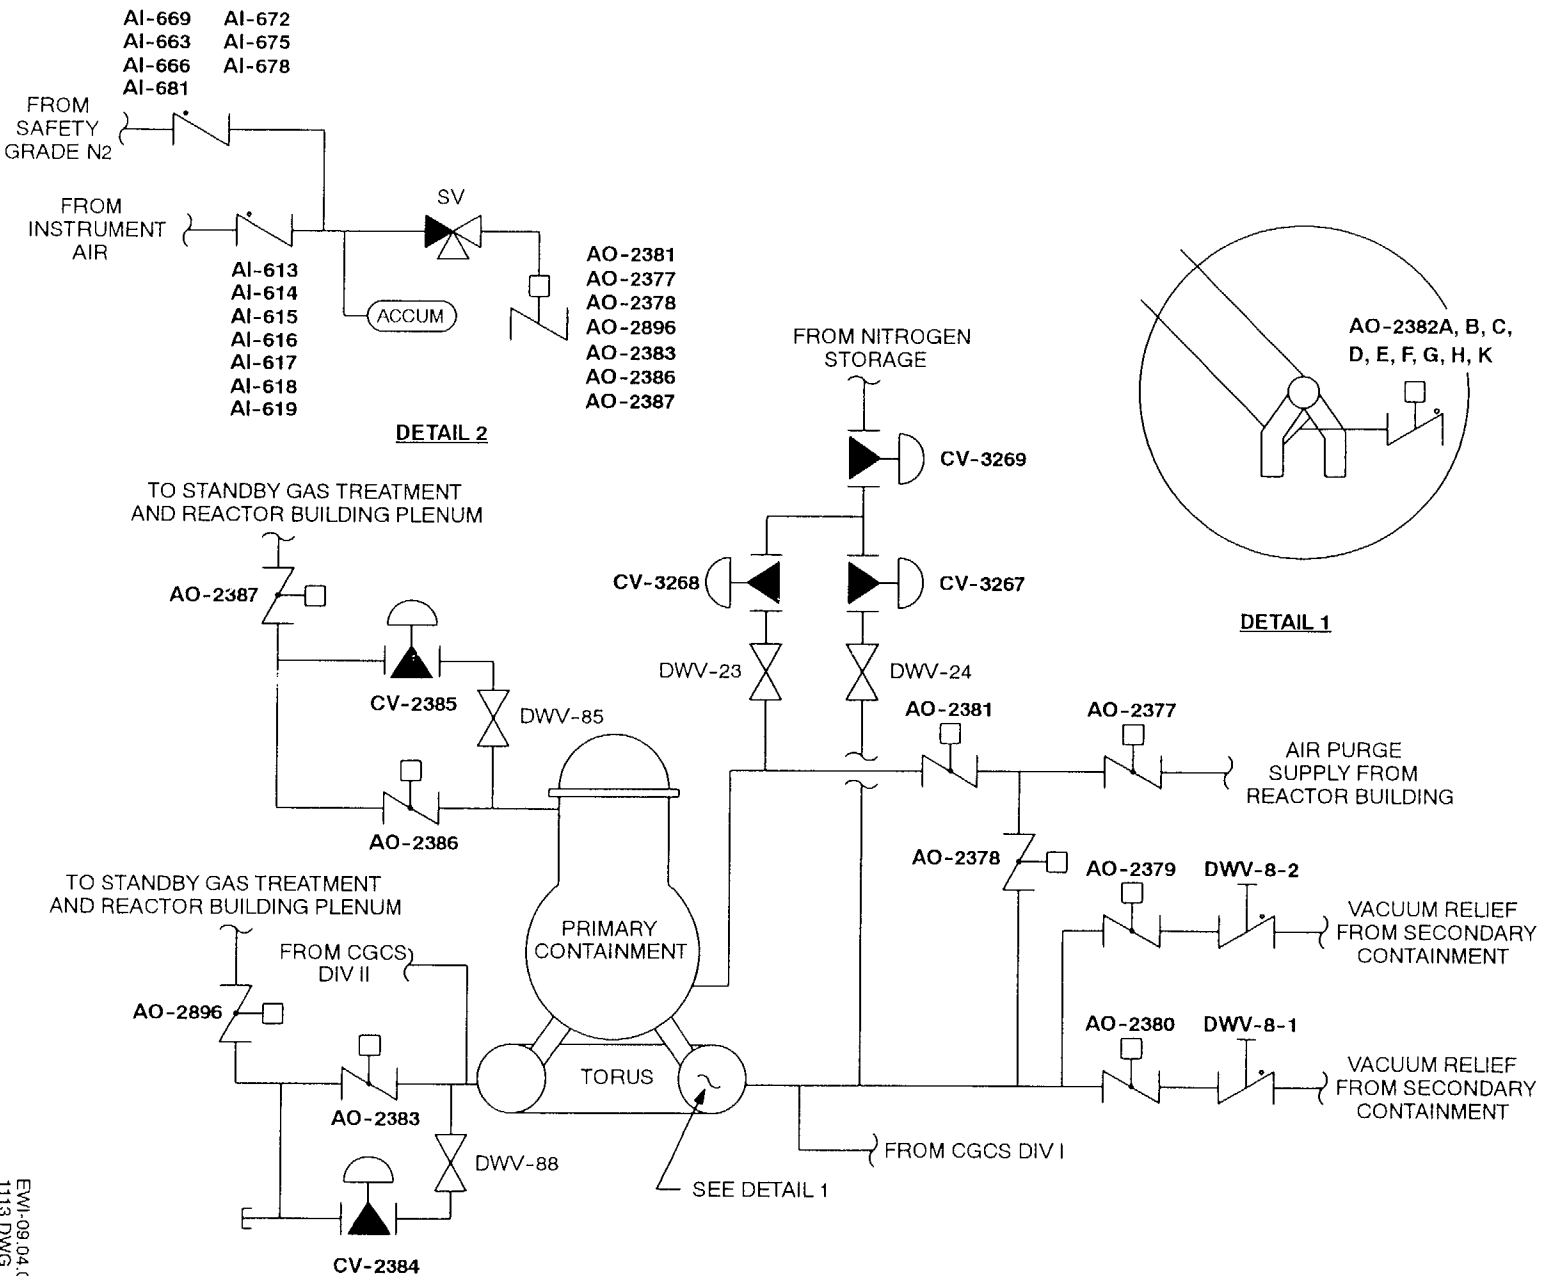 AI-669 AI-672
AI-663 AI-675
AI-666 AI-678
AI-681
FROM
SAFETY
GRADE N2
FROM
INSTRUMENT
AIR
SV
AI-613
AI-614
AI-615
AI-616
AI-617
AI-618
AI-619
ACCUM
AO-2381
AO-2377
AO-2378
AO-2896
AO-2383
AO-2386
AO-2387
DETAIL 2
FROM NITROGEN
STORAGE
AO-2382A, B, C,
D, E, F, G, H, K
DETAIL 1
CV-3269
CV-3268
CV-3267
DWV-23
DWV-24
TO STANDBY GAS TREATMENT
AND REACTOR BUILDING PLENUM
AO-2387
CV-2385
DWV-85
AO-2386
AO-2381
AO-2377
AIR PURGE
SUPPLY FROM
REACTOR BUILDING
AO-2378
AO-2379
DWV-8-2
VACUUM RELIEF
FROM SECONDARY
CONTAINMENT
TO STANDBY GAS TREATMENT
AND REACTOR BUILDING PLENUM
FROM CGCS
DIV II
PRIMARY
CONTAINMENT
AO-2896
AO-2383
TORUS
AO-2380
DWV-8-1
VACUUM RELIEF
FROM SECONDARY
CONTAINMENT
DWV-88
FROM CGCS DIV I
SEE DETAIL 1
CV-2384
EWI-09.04.0
1113.DWG